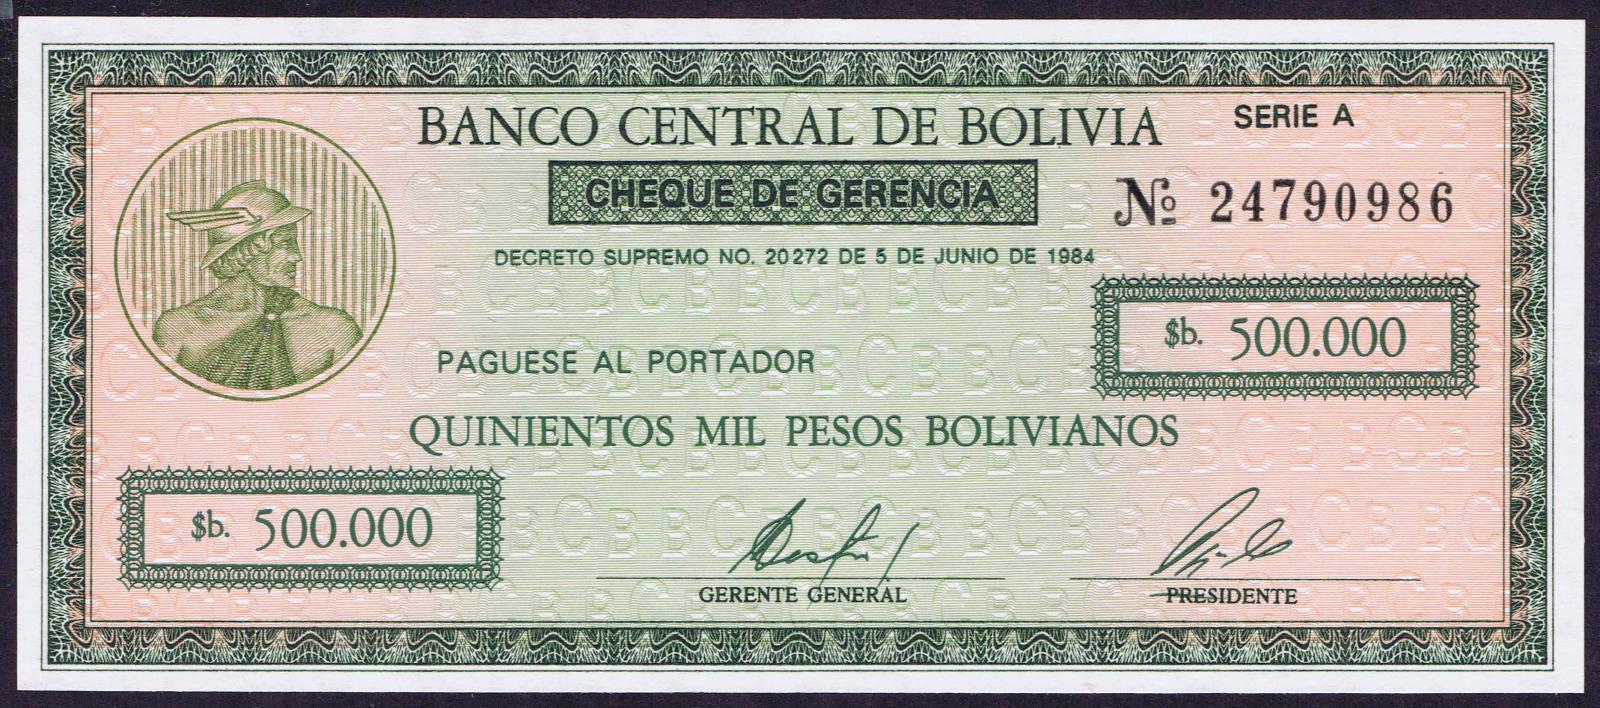 BANCO CENTRAL DE BOLIVIA
SERIE A
CHEQUE DE GERENCIA
Nº 24790986
DECRETO SUPREMO NO. 20272 DE 5 DE JUNIO DE 1984
$b. 500.000
PAGUESE AL PORTADOR
QUINIENTOS MIL PESOS BOLIVIANOS
$b. 500.000
GERENTE GENERAL
PRESIDENTE